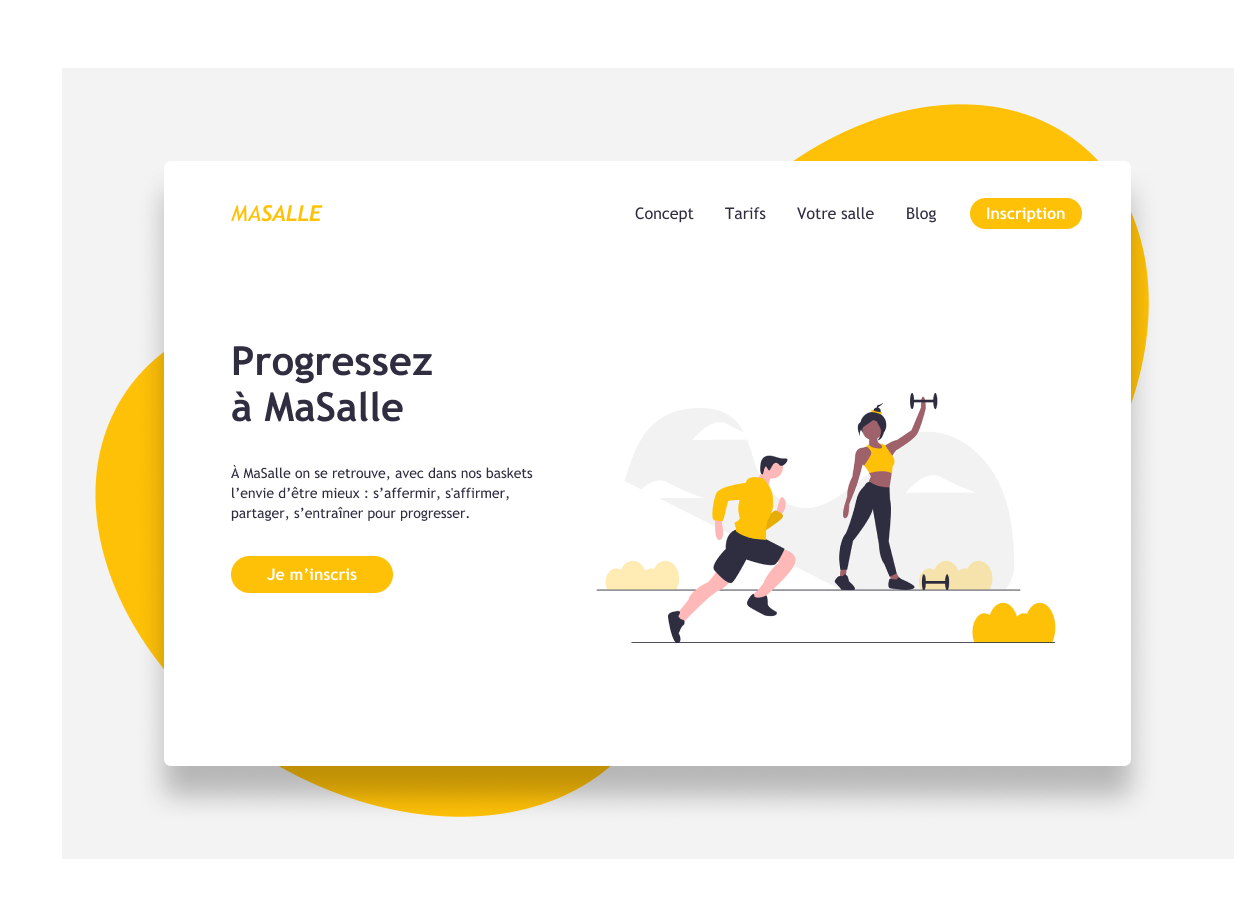 MASALLE
Concept Tarifs Votre salle Blog Inscription
Progressez
à MaSalle
À MaSalle on se retrouve, avec dans nos baskets
l’envie d’être mieux : s’affermir, s'affirmer,
partager, s’entraîner pour progresser.
Je m’inscris